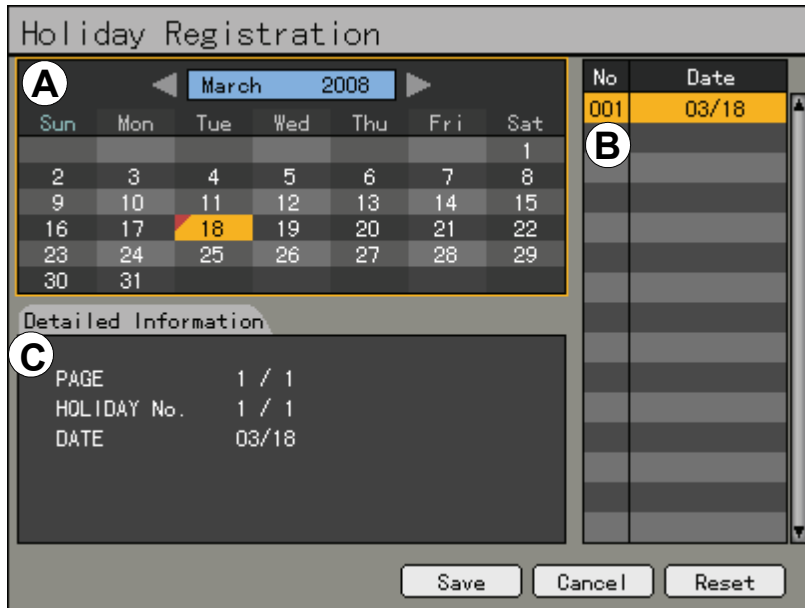 Holiday Registration
A
March 2008
Sun Mon Tue Wed Thu Fri Sat
1
2 3 4 5 6 7 8
9 10 11 12 13 14 15
16 17 18 19 20 21 22
23 24 25 26 27 28 29
30 31
No Date
001 03/18
B
Detailed Information
C
PAGE 1 / 1
HOLIDAY No. 1 / 1
DATE 03/18
Save Cancel Reset